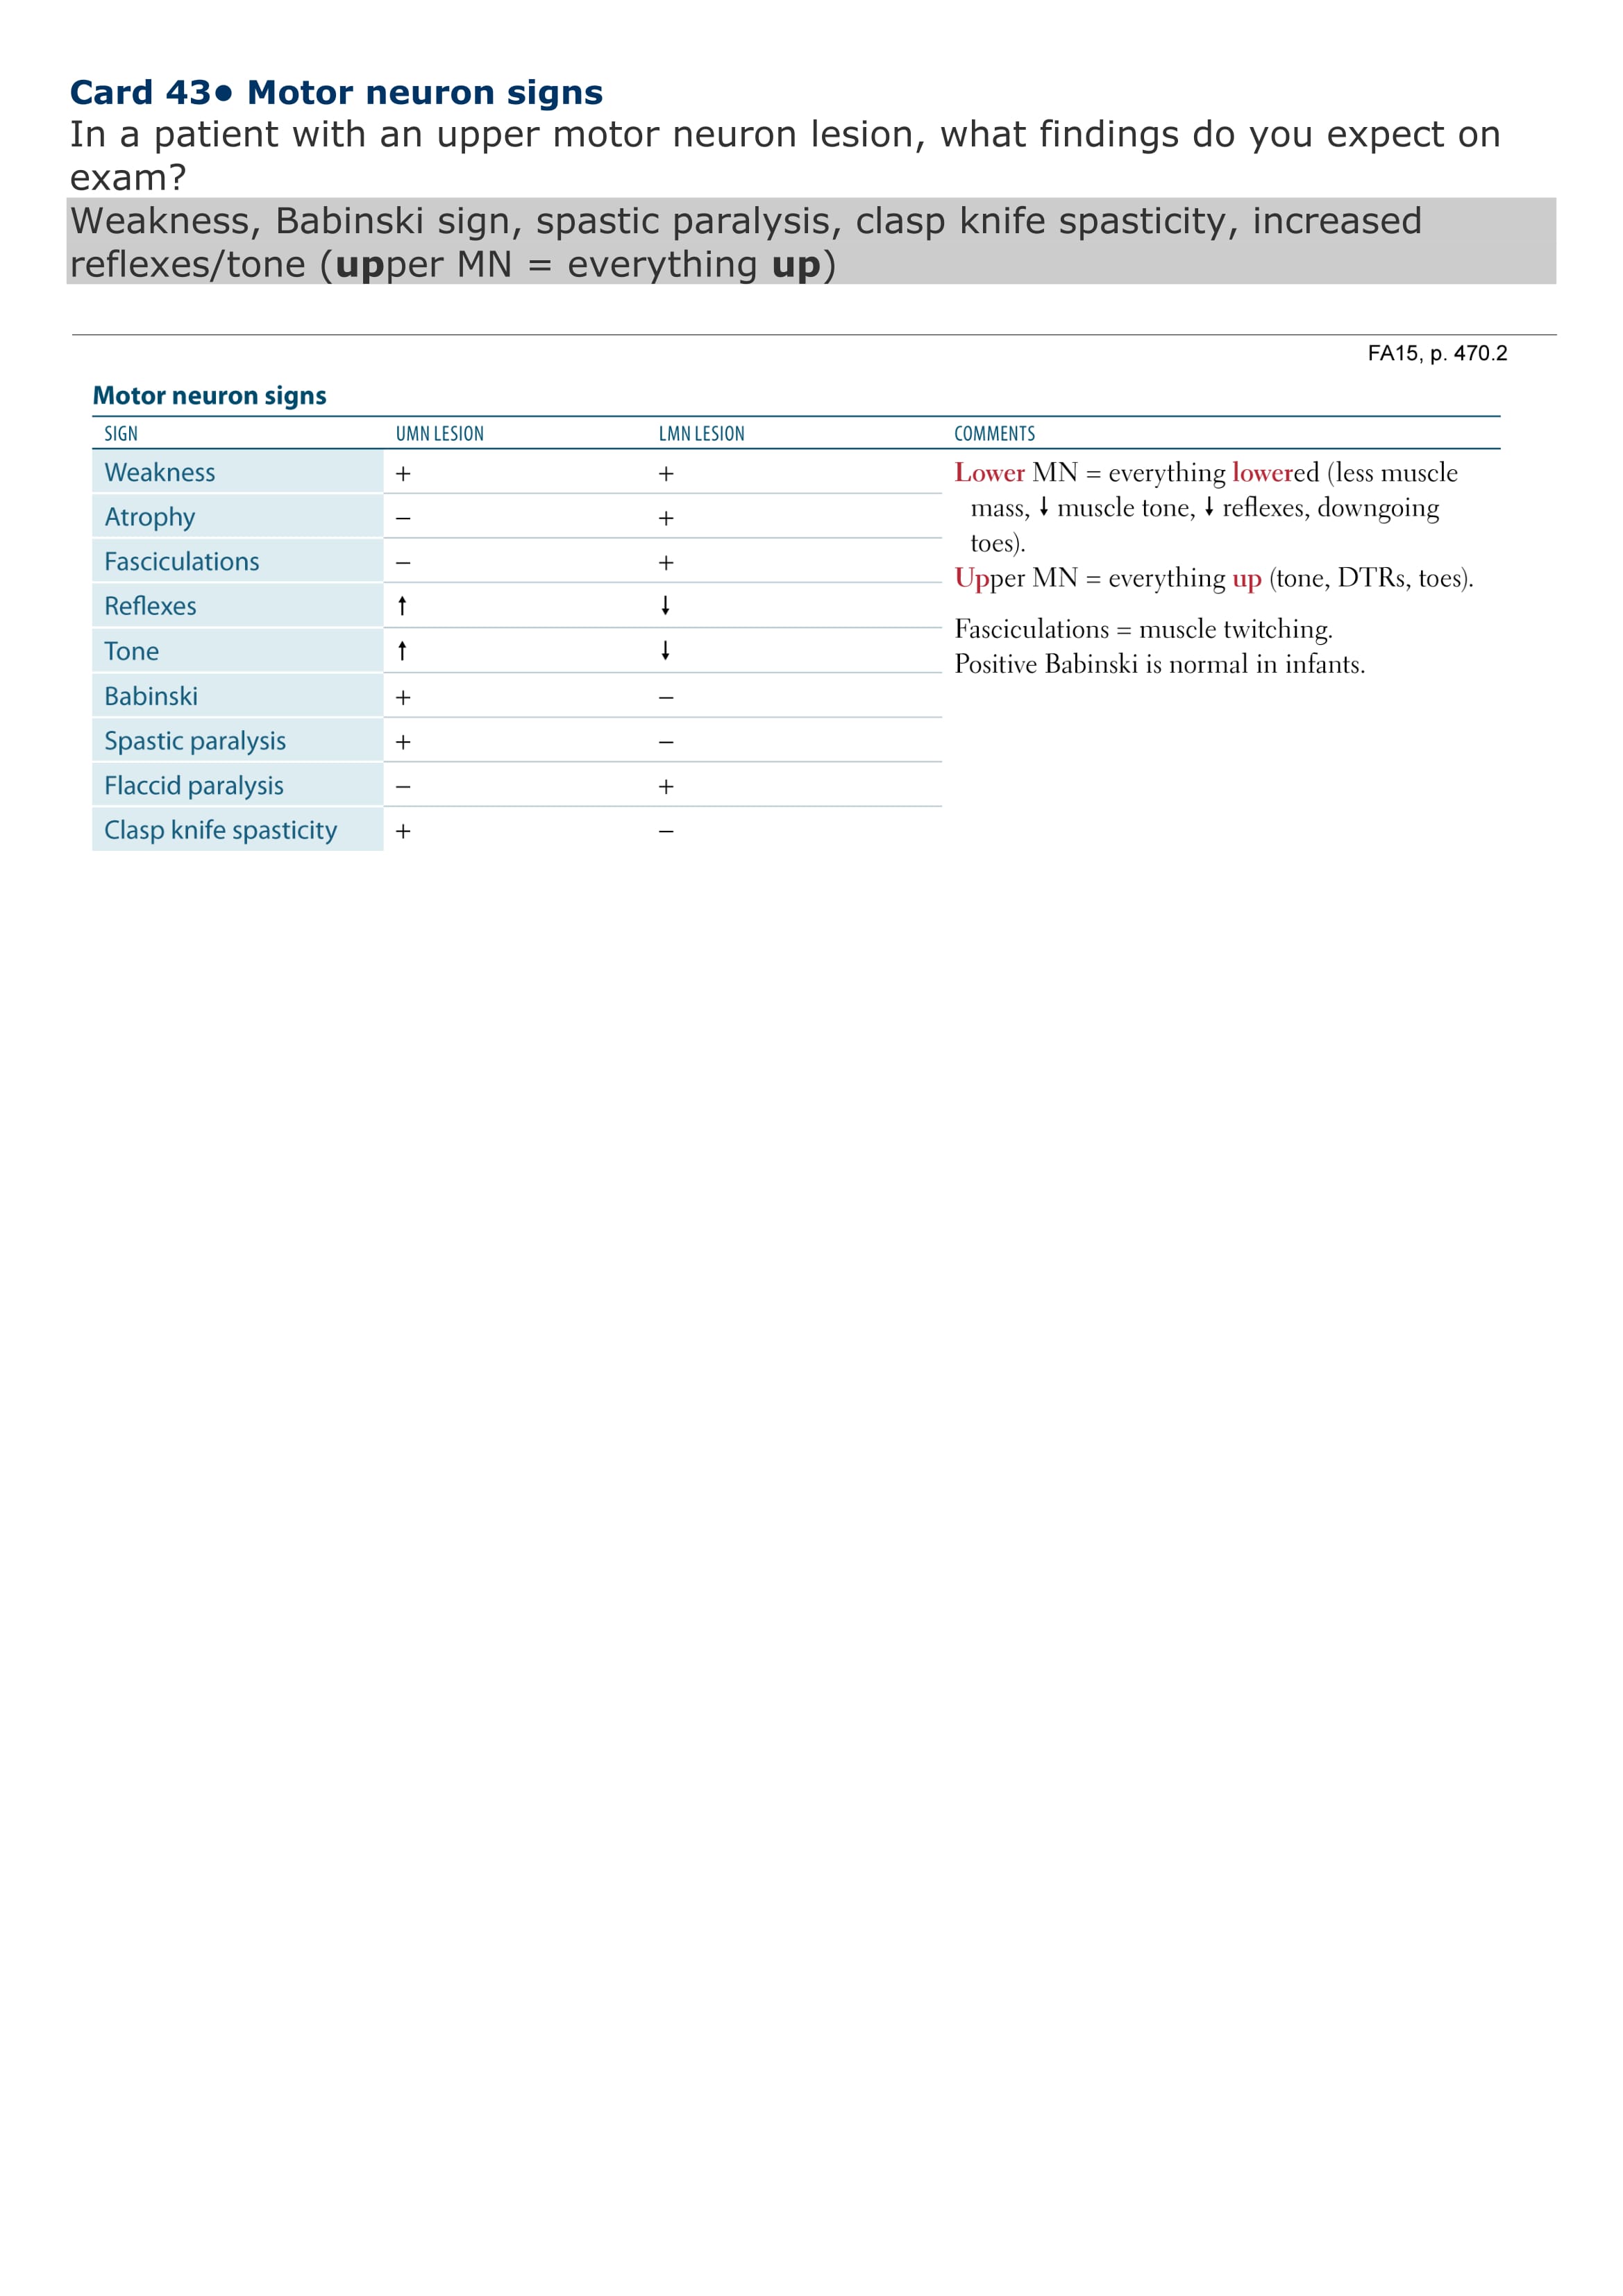 Card 43● Motor neuron signs
In a patient with an upper motor neuron lesion, what findings do you expect on
exam?
Weakness, Babinski sign, spastic paralysis, clasp knife spasticity, increased
reflexes/tone (upper MN = everything up)
FA15, p. 470.2
Motor neuron signs
SIGN UMN LESION LMN LESION COMMENTS
Weakness + +
Atrophy − +
Fasciculations − +
Reflexes ↑ ↓
Tone ↑ ↓
Babinski + −
Spastic paralysis + −
Flaccid paralysis − +
Clasp knife spasticity + −
Lower MN = everything lowered (less muscle
mass, ↓ muscle tone, ↓ reflexes, downgoing
toes).
Upper MN = everything up (tone, DTRs, toes).
Fasciculations = muscle twitching.
Positive Babinski is normal in infants.